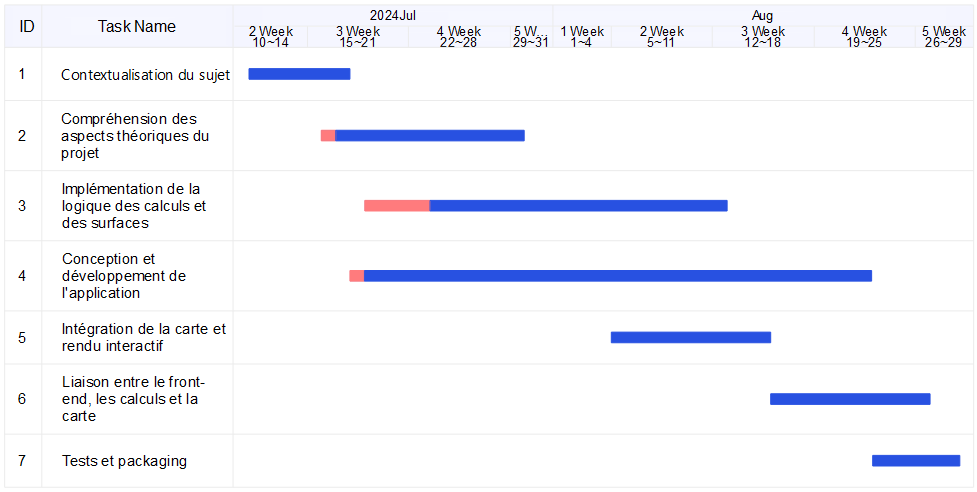 ID
Task Name
2024Jul
Aug
2 Week
10~14
3 Week
15~21
4 Week
22~28
5 W...
29~31
1 Week
1~4
2 Week
5~11
3 Week
12~18
4 Week
19~25
5 Week
26~29
1
Contextualisation du sujet
2
Compréhension des
aspects théoriques du
projet
3
Implémentation de la
logique des calculs et
des surfaces
4
Conception et
développement de
l'application
5
Intégration de la carte et
rendu interactif
6
Liaison entre le front-
end, les calculs et la
carte
7
Tests et packaging